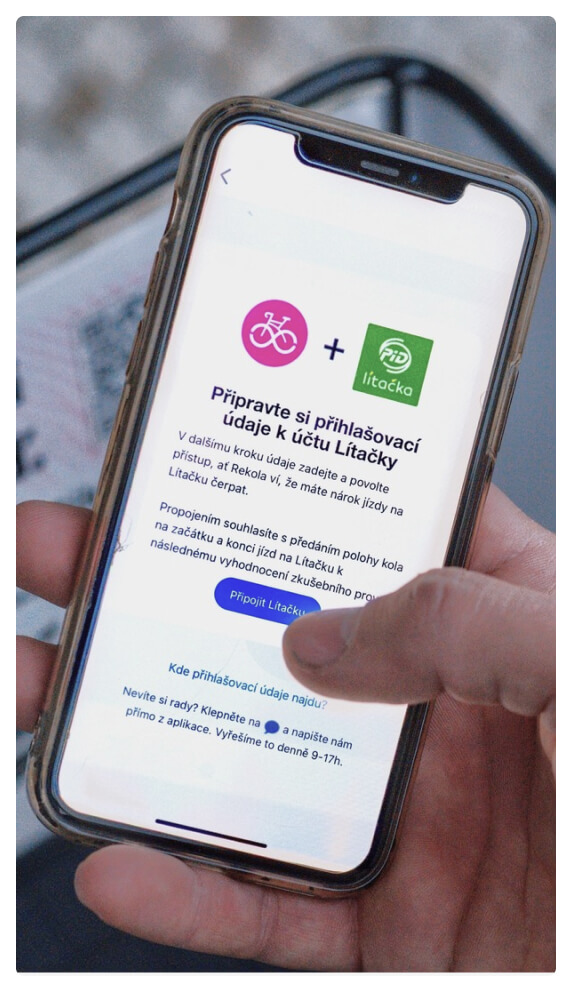 +
PiD
lítačka
Připravte si přihlašovací
údaje k účtu Lítačky
V dalšímu kroku údaje zadejte a povolte
přístup, ať Rekola ví, že máte nárok jízdy na
Lítačku čerpat.
Propojením souhlasíte s předáním polohy kola
na začátku a konci jízd na Lítačku k
následnému vyhodnocení zkušebního
Připojit Lítačku
Kde přihlašovací údaje najdu?
Nevíte si rady? Klepněte na a napište nám
přímo z aplikace. Vyřešíme to denně 9-17h.